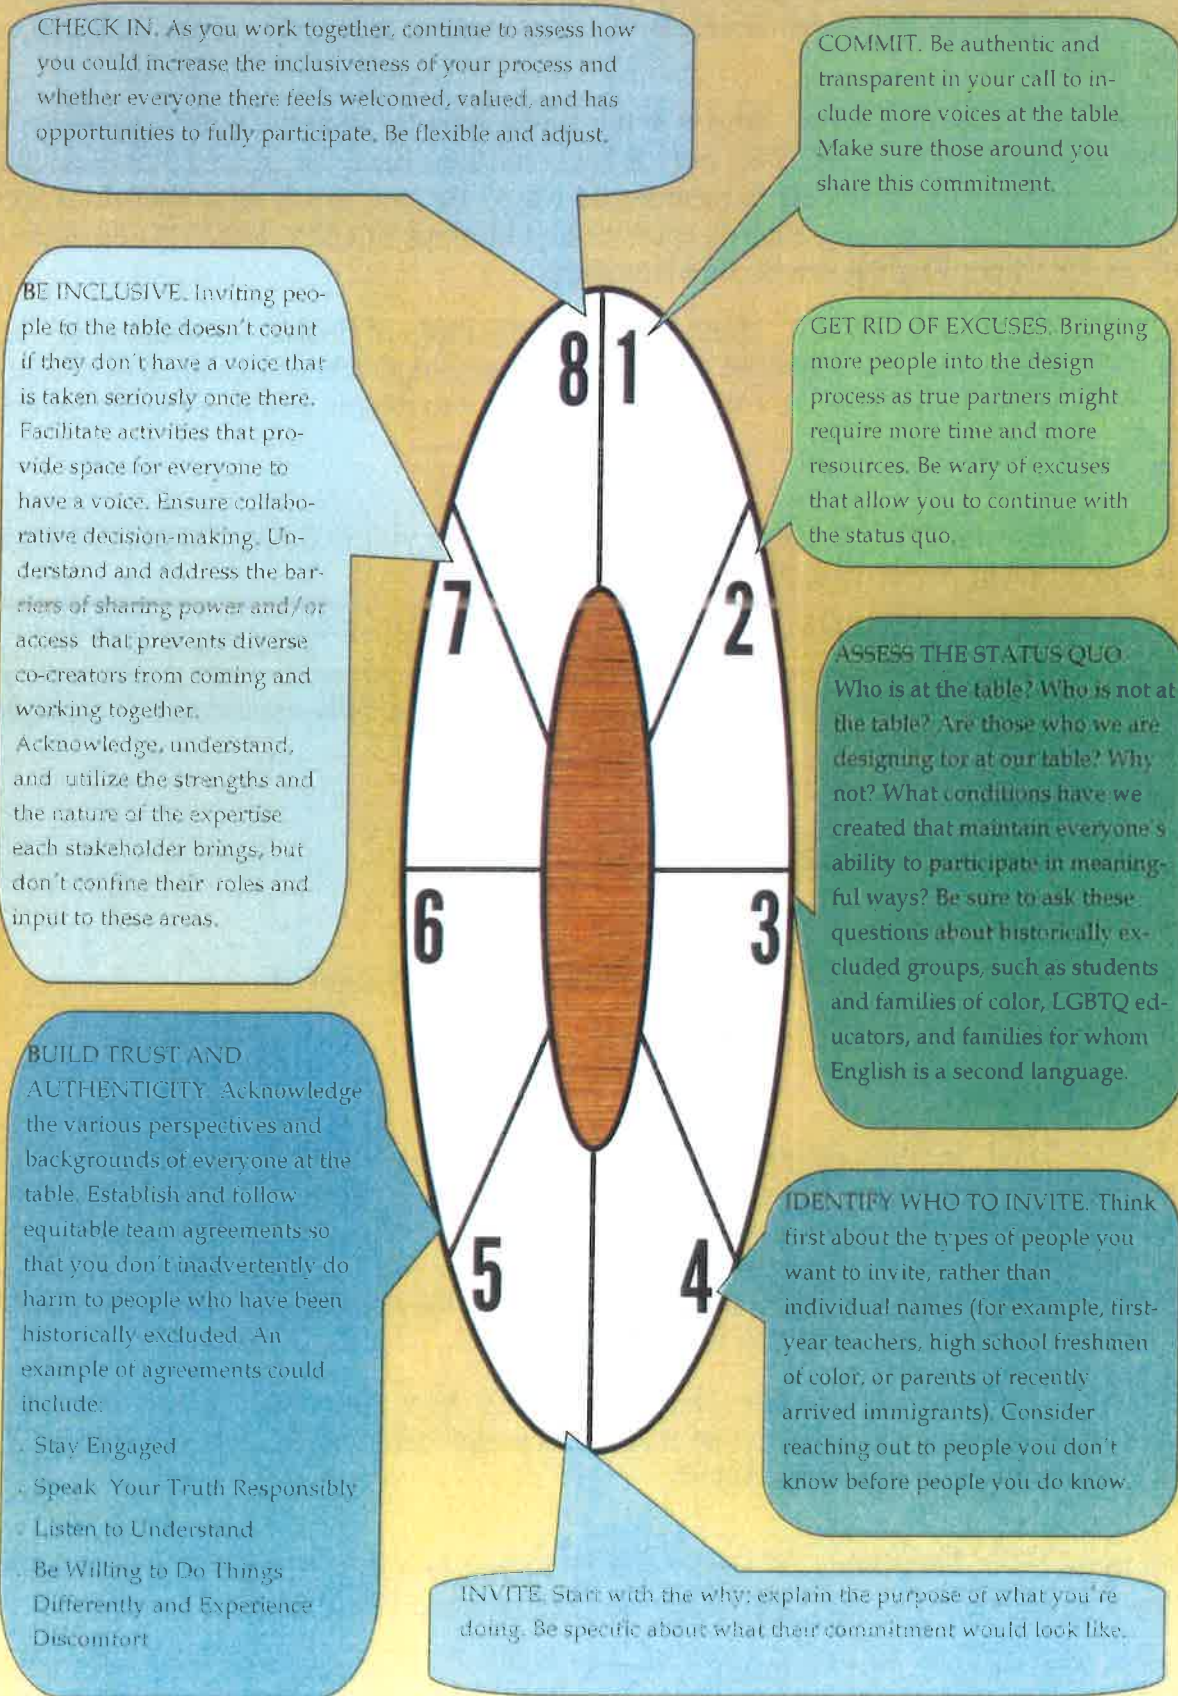 CHECK IN. As you work together, continue to assess how
you could increase the inclusiveness of your process and
whether everyone there feels welcomed, valued, and has
opportunities to fully participate. Be flexible and adjust.
COMMIT. Be authentic and
transparent in your call to in-
clude more voices at the table.
Make sure those around you
share this commitment.
BE INCLUSIVE. Inviting peo-
ple to the table doesn't count
if they don't have a voice that
is taken seriously once there.
Facilitate activities that pro-
vide space for everyone to
have a voice. Ensure collabo-
rative decision-making. Un-
derstand and address the bar-
riers of sharing power and/or
access that prevents diverse
co-creators from coming and
working together.
Acknowledge, understand,
and utilize the strengths and
the nature of the expertise
each stakeholder brings, but
don't confine their roles and
input to these areas.
GET RID OF EXCUSES. Bringing
more people into the design
process as true partners might
require more time and more
resources. Be wary of excuses
that allow you to continue with
the status quo.
8 1
7 2
6 3
5 4
ASSESS THE STATUS QUO.
Who is at the table? Who is not at
the table? Are those who we are
designing for at our table? Why
not? What conditions have we
created that maintain everyone's
ability to participate in meaning-
ful ways? Be sure to ask these
questions about historically ex-
cluded groups, such as students
and families of color, LGBTQ ed-
ucators, and families for whom
English is a second language.
BUILD TRUST AND
AUTHENTICITY. Acknowledge
the various perspectives and
backgrounds of everyone at the
table. Establish and follow
equitable team agreements so
that you don't inadvertently do
harm to people who have been
historically excluded. An
example of agreements could
include:
. Stay Engaged
. Speak Your Truth Responsibly
. Listen to Understand
. Be Willing to Do Things
Differently and Experience
Discomfort
IDENTIFY WHO TO INVITE. Think
first about the types of people you
want to invite, rather than
individual names (for example, first-
year teachers, high school freshmen
of color, or parents of recently
arrived immigrants). Consider
reaching out to people you don't
know before people you do know.
INVITE. Start with the why; explain the purpose of what you're
doing. Be specific about what their commitment would look like.